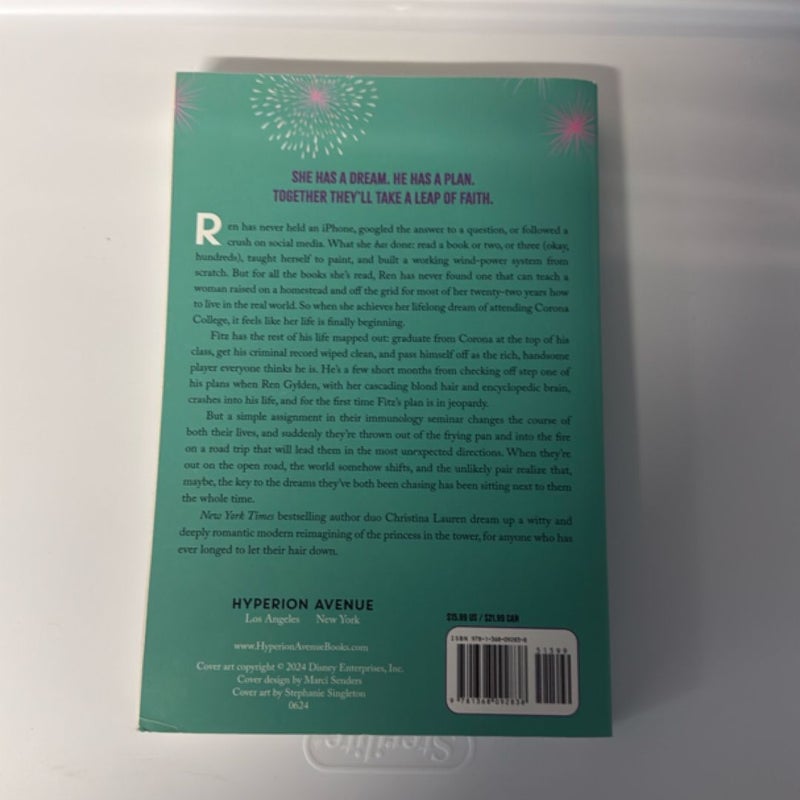 SHE HAS A DREAM. HE HAS A PLAN.
TOGETHER THEY'LL TAKE A LEAP OF FAITH.
Ren has never held an iPhone, googled the answer to a question, or followed a
crush on social media. What she has done: read a book or two, or three (okay,
hundreds), taught herself to paint, and built a working wind-power system from
scratch. But for all the books she's read, Ren has never found one that can teach a
woman raised on a homestead and off the grid for most of her twenty-two years how
to live in the real world. So when she achieves her lifelong dream of attending Corona
College, it feels like her life is finally beginning.
Fitz has the rest of his life mapped out: graduate from Corona at the top of his
class, get his criminal record wiped clean, and pass himself off as the rich, handsome
player everyone thinks he is. He's a few short months from checking off step one of
his plans when Ren Gylden, with her cascading blond hair and encyclopedic brain,
crashes into his life, and for the first time Fitz's plan is in jeopardy.
But a simple assignment in their immunology seminar changes the course of
both their lives, and suddenly they're thrown out of the frying pan and into the fire
on a road trip that will lead them in the most unexpected directions. When they're
out on the open road, the world somehow shifts, and the unlikely pair realize that,
maybe, the key to the dreams they've both been chasing has been sitting next to them
the whole time.
New York Times bestselling author duo Christina Lauren dream up a witty and
deeply romantic modern reimagining of the princess in the tower, for anyone who has
ever longed to let their hair down.
HYPERION AVENUE
Los Angeles New York
www.HyperionAvenueBooks.com
Cover art copyright © 2024 Disney Enterprises, Inc.
Cover design by Marci Senders
Cover art by Stephanie Singleton
0624
$15.99 US / $21.99 CAN
ISBN 978-1-368-09283-8
51599
9 781368 092838
Sterilite